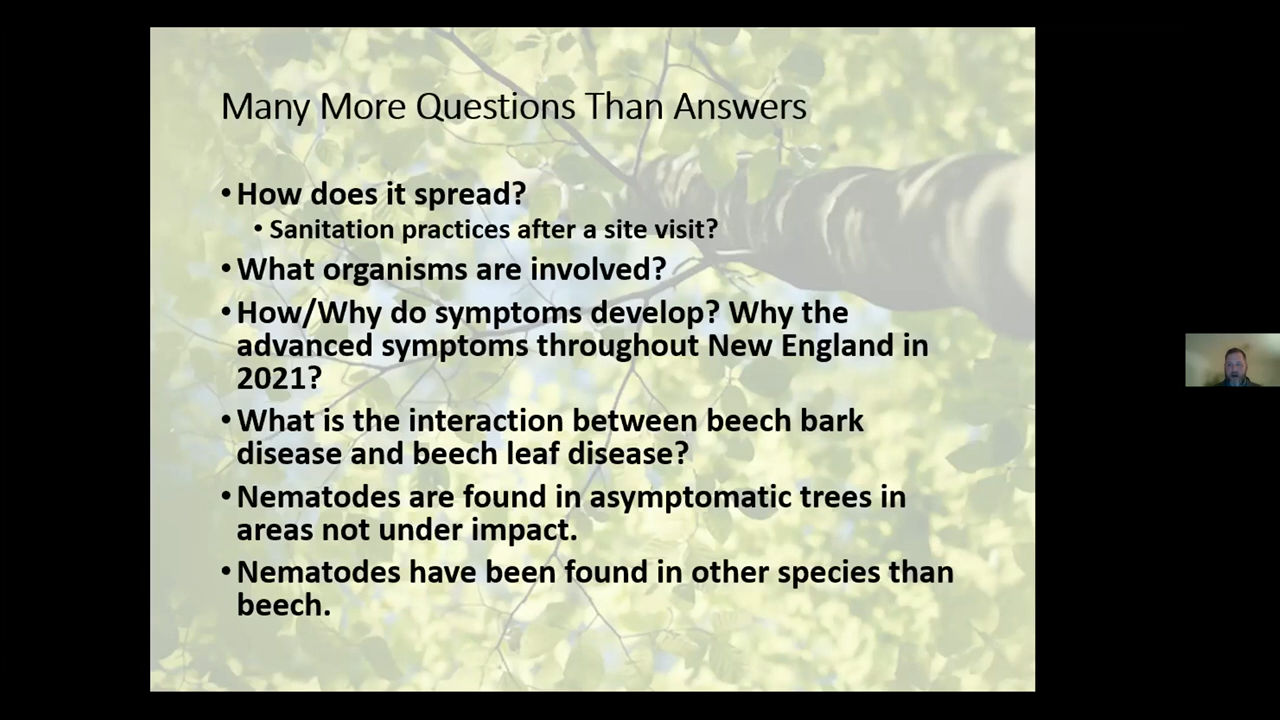 Many More Questions Than Answers
• How does it spread?
• Sanitation practices after a site visit?
• What organisms are involved?
• How/Why do symptoms develop? Why the
advanced symptoms throughout New England in
2021?
• What is the interaction between beech bark
disease and beech leaf disease?
• Nematodes are found in asymptomatic trees in
areas not under impact.
• Nematodes have been found in other species than
beech.